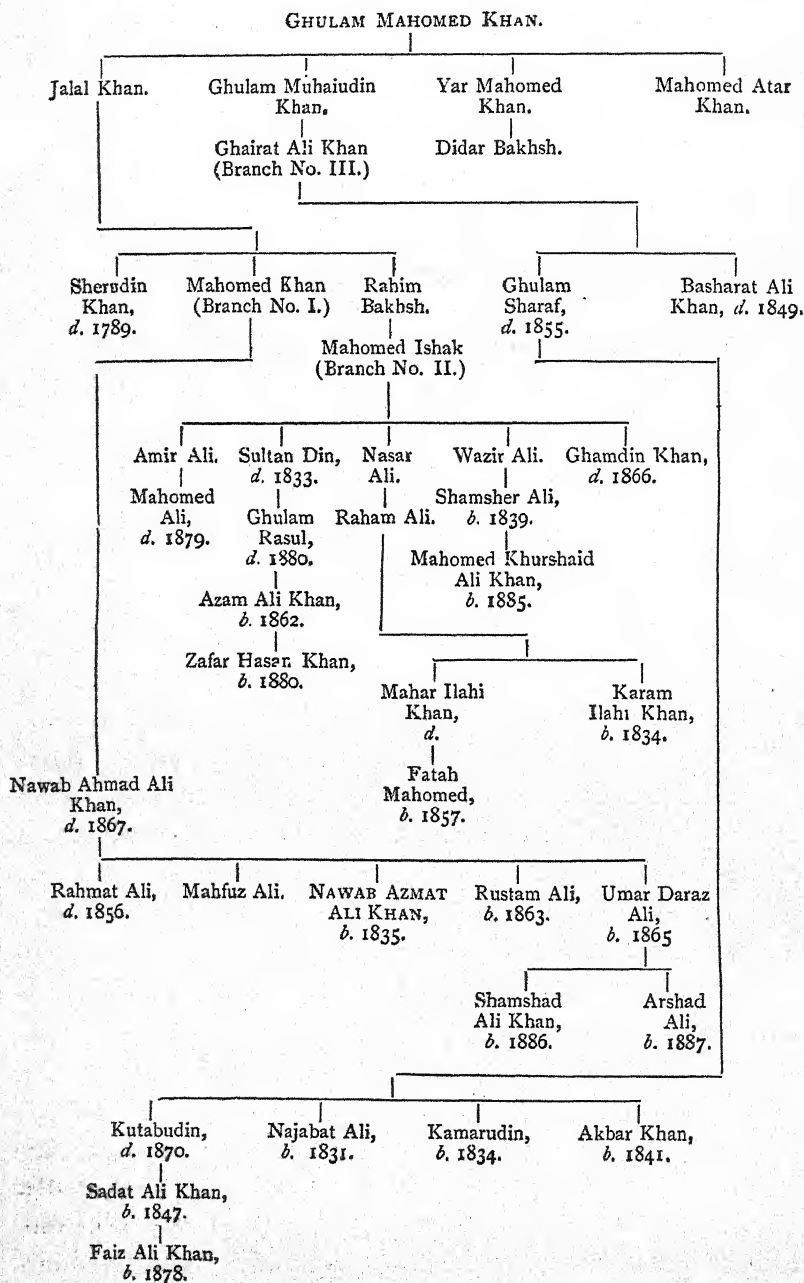 GHULAM MAHOMED KHAN.
Jalal Khan. Ghulam Muhaiudin Yar Mahomed Mahomed Atar
Khan. Khan. Khan.
Ghairat Ali Khan Didar Bakhsh.
(Branch No. III.)
Sherudin Mahomed Khan Rahim Ghulam Basharat Ali
Khan, (Branch No. I.) Bakhsh. Sharaf, Khan, d. 1849.
d. 1789. d. 1855.
Mahomed Ishak
(Branch No. II.)
Amir Ali. Sultan Din, Nasar Wazir Ali. Ghamdin Khan,
d. 1833. Ali. d. 1866.
Mahomed Shamsher Ali,
Ali, Ghulam Raham Ali. b. 1839.
d. 1879. Rasul,
d. 1880. Mahomed Khurshaid
Ali Khan,
Azam Ali Khan, b. 1885.
b. 1862.
Zafar Hasan Khan,
b. 1880.
Mahar Ilahi Karam
Khan, Ilahi Khan,
d. b. 1834.
Fatah
Mahomed,
b. 1857.
Nawab Ahmad Ali
Khan,
d. 1867.
Rahmat Ali, Mahfuz Ali. NAWAB AZMAT Rustam Ali, Umar Daraz
d. 1856. ALI KHAN, b. 1863. Ali,
b. 1835. b. 1865
Shamshad Arshad
Ali Khan, Ali,
b. 1886. b. 1887.
Kutabudin, Najabat Ali, Kamarudin, Akbar Khan,
d. 1870. b. 1831. b. 1834. b. 1841.
Sadat Ali Khan,
b. 1847.
Faiz Ali Khan,
b. 1878.